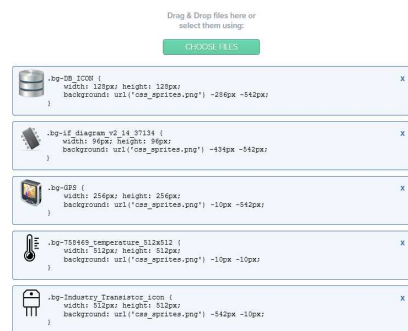 Drag & Drop files here or
select them using:
CHOOSE FILES
.bg-DB_ICON {
width: 128px; height: 128px;
background: url("css_sprites.png") -286px -542px;
}
x
.bg-if_diagram_v2_14_37134 {
width: 96px; height: 96px;
background: url('css_sprites.png') -434px -542px;
}
x
.bg-GPS {
width: 256px; height: 256px;
background: url("css_sprites.png") -10px -542px;
}
x
.bg-758469_temperature_512x512 {
width: 512px; height: 512px;
background: url('css_sprites.png') -10px -10px;
}
x
.bg-Industry_Transistor_icon {
width: 512px; height: 512px;
background: url('css_sprites.png') -542px -10px;
}
x